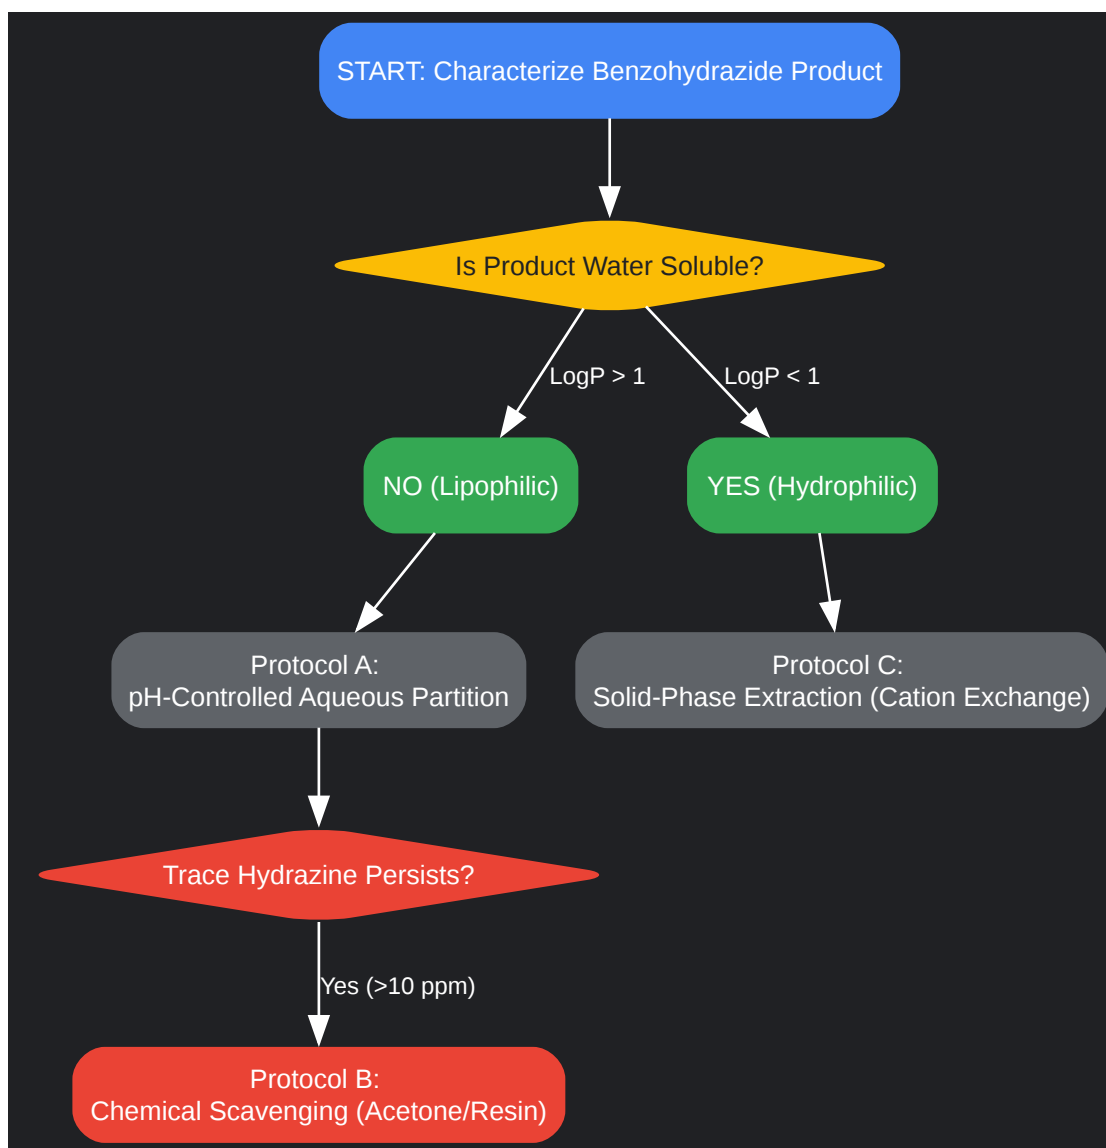 START: Characterize Benzohydrazide Product
Is Product Water Soluble?
LogP > 1
LogP < 1
NO (Lipophilic)
YES (Hydrophilic)
Protocol A:
pH-Controlled Aqueous Partition
Protocol C:
Solid-Phase Extraction (Cation Exchange)
Trace Hydrazine Persists?
Yes (>10 ppm)
Protocol B:
Chemical Scavenging (Acetone/Resin)